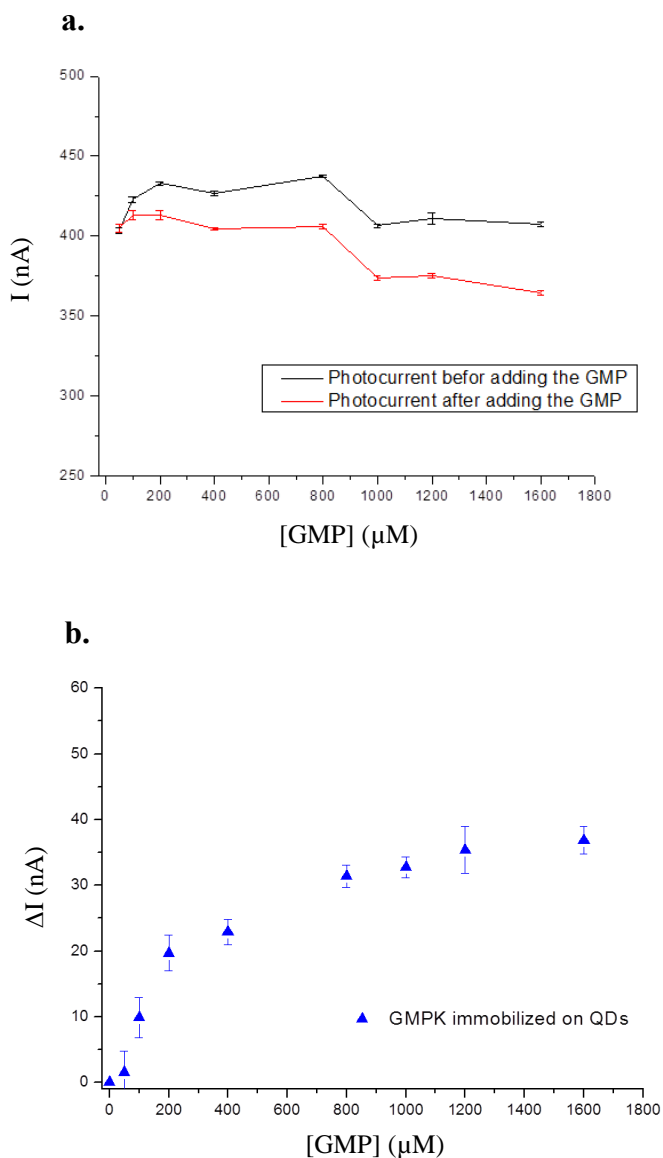 a.
500
450
400
350
300
250
I (nA)
Photocurrent befor adding the GMP
Photocurrent after adding the GMP
0 200 400 600 800 1000 1200 1400 1600 1800
[GMP] (µM)
b.
60
50
40
30
20
10
0
ΔI (nA)
GMPK immobilized on QDs
0 200 400 600 800 1000 1200 1400 1600
[GMP] (µM)